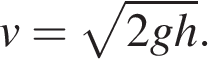 v = √2gh.